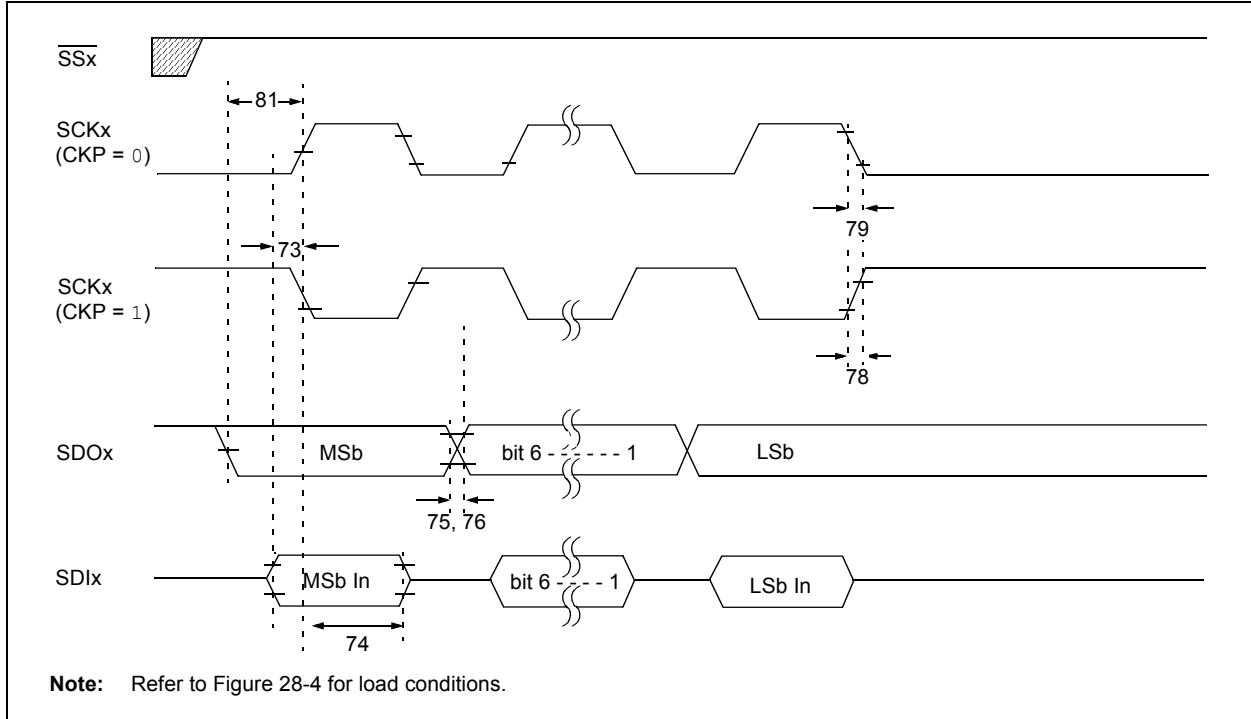 SSx
81
SCKx
(CKP = 0)
73
79
SCKx
(CKP = 1)
78
SDOx
MSb
bit 6 - - - - - - 1
LSb
75, 76
SDIx
MSb In
bit 6 - - - - 1
LSb In
74
Note: Refer to Figure 28-4 for load conditions.